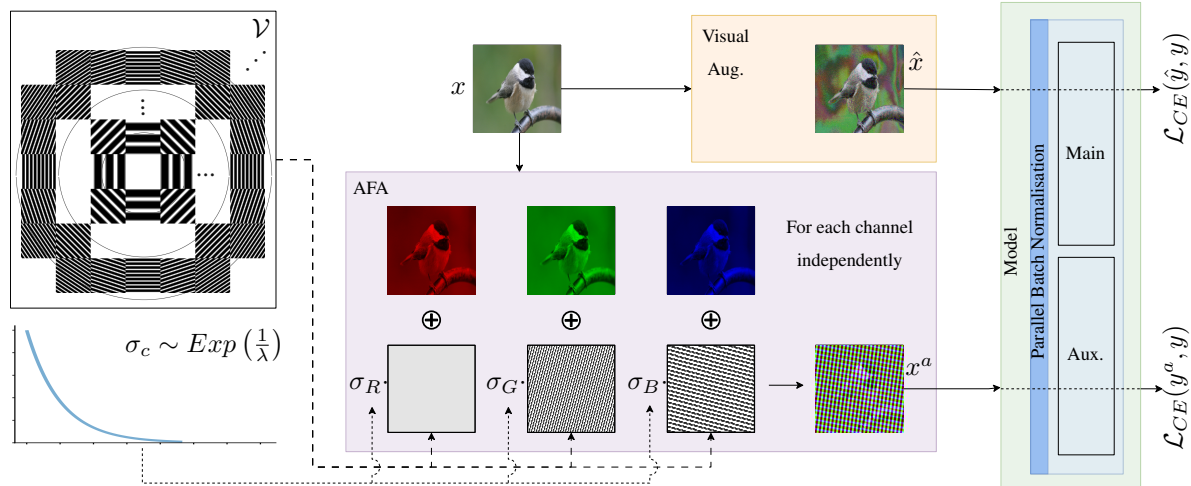 𝒱
σ_c ∼ Exp(1/λ)
x
Visual
Aug.
x̂
AFA
For each channel
independently
σ_R·
σ_G·
σ_B·
x^a
Model
Parallel Batch Normalisation
Main
Aux.
ℒ_CE(ŷ, y)
ℒ_CE(y^a, y)